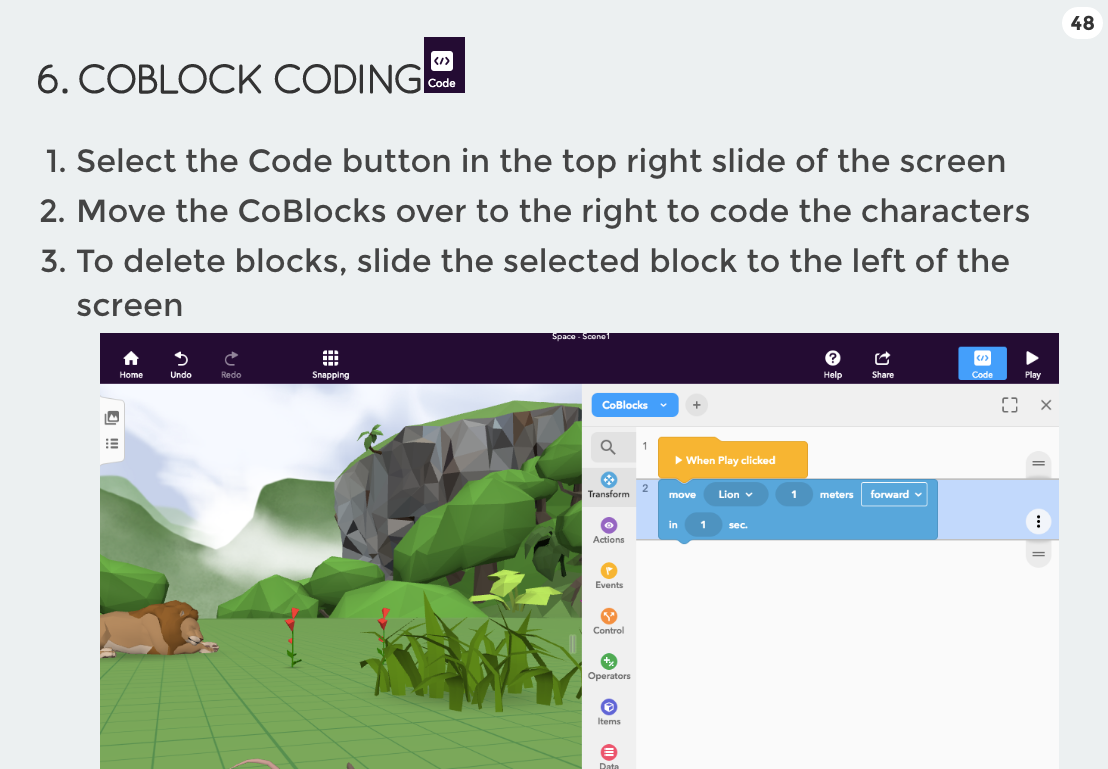 48
6. COBLOCK CODING
Code
1. Select the Code button in the top right slide of the screen
2. Move the CoBlocks over to the right to code the characters
3. To delete blocks, slide the selected block to the left of the
screen
Space - Scene1
Home Undo Redo Snapping Help Share Code Play
CoBlocks +
1 When Play clicked
Transform
2 move Lion 1 meters forward
in 1 sec.
Actions
Events
Control
Operators
Items
Data